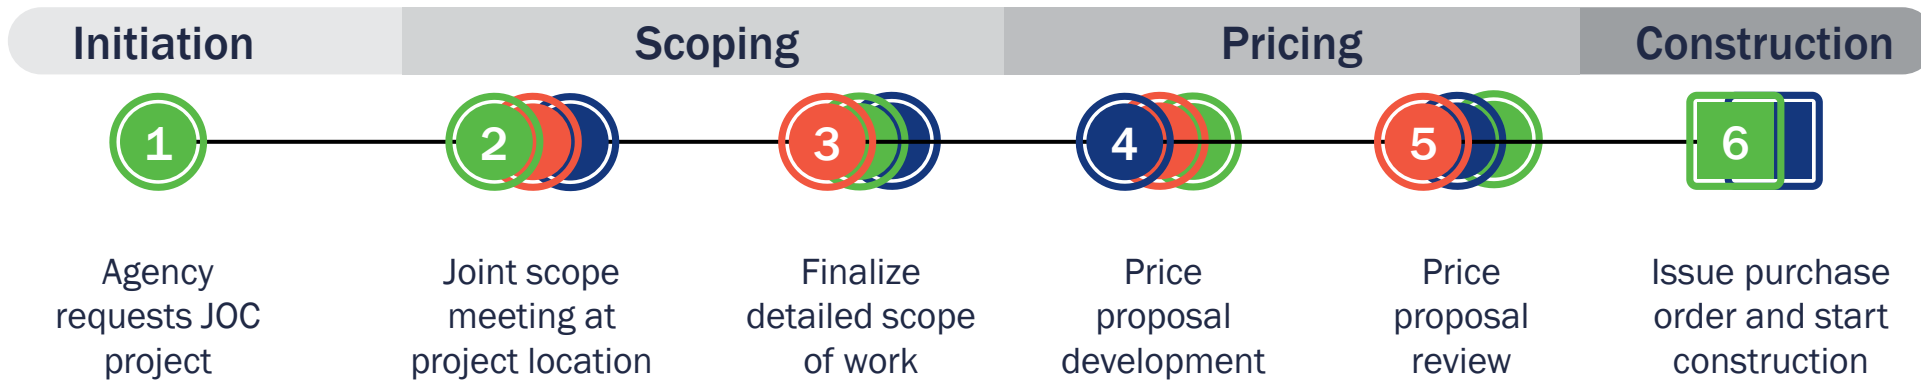 Initiation
Scoping
Pricing
Construction
1
2
3
4
5
6
Agency
requests JOC
project
Joint scope
meeting at
project location
Finalize
detailed scope
of work
Price
proposal
development
Price
proposal
review
Issue purchase
order and start
construction